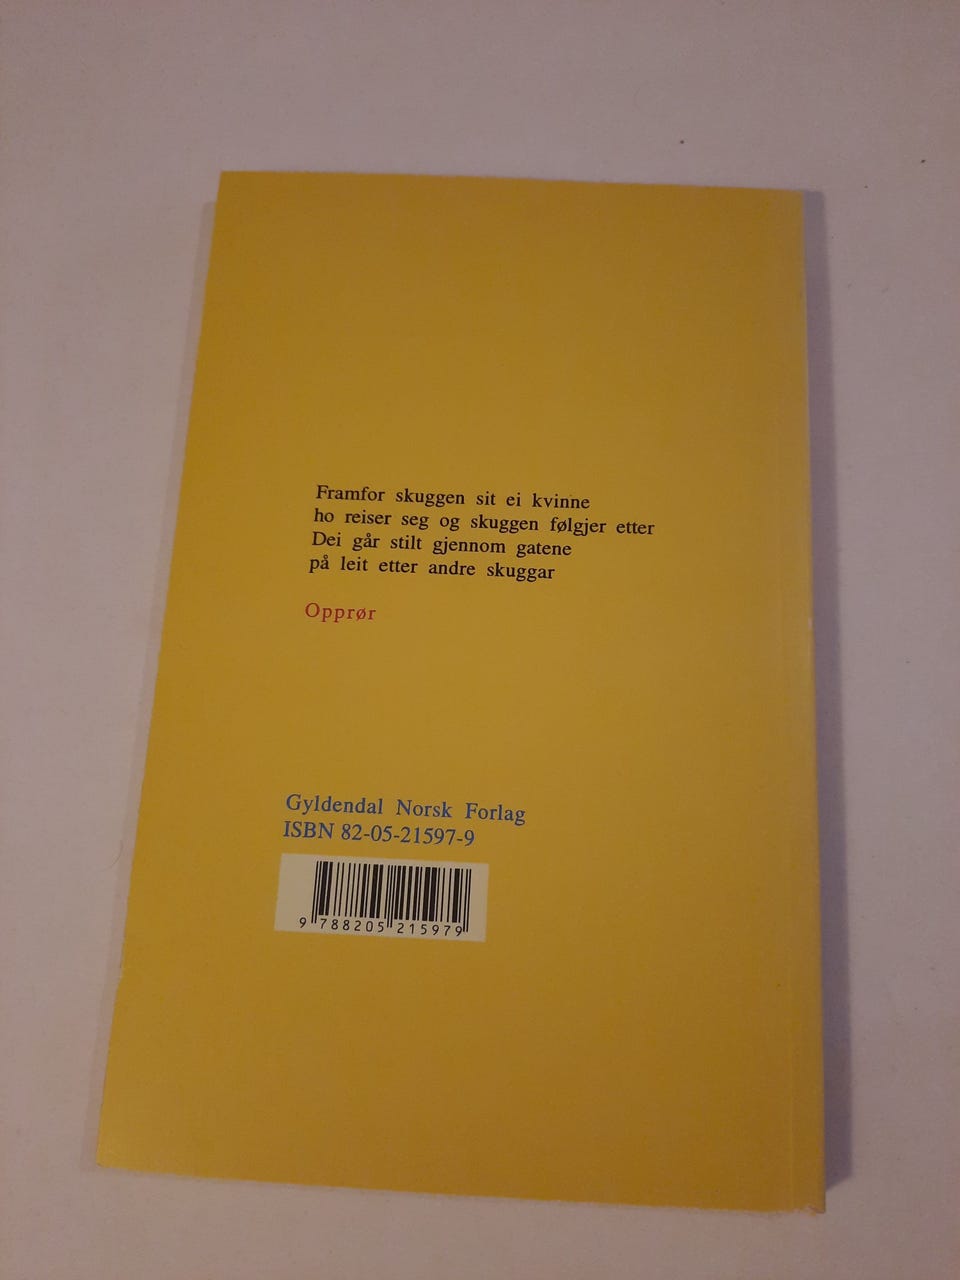 Framfor skuggen sit ei kvinne
ho reiser seg og skuggen følgjer etter
Dei går stilt gjennom gatene
på leit etter andre skuggar
Opprør
Gyldendal Norsk Forlag
ISBN 82-05-21597-9
9 788205 215979